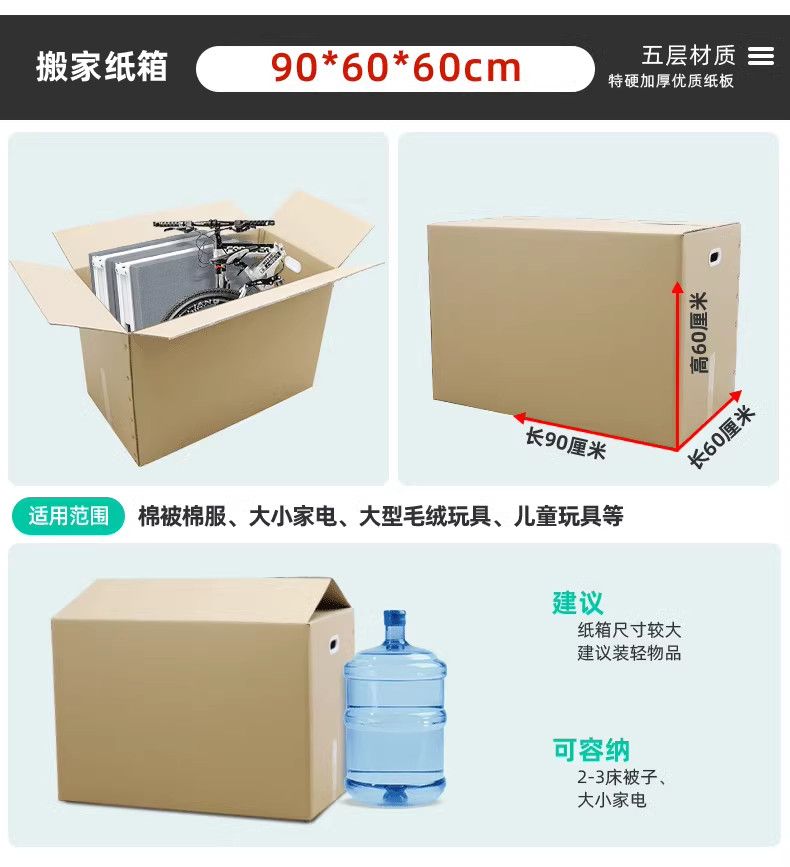 搬家纸箱
90*60*60cm
五层材质
特硬加厚优质纸板
高60厘米
长90厘米
长60厘米
适用范围
棉被棉服、大小家电、大型毛绒玩具、儿童玩具等
建议
纸箱尺寸较大
建议装轻物品
可容纳
2-3床被子、
大小家电